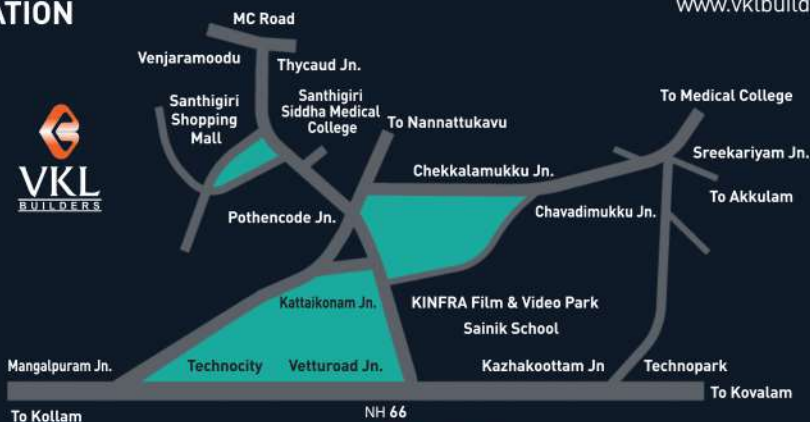 ATION
www.vklbuild
MC Road
Venjaramoodu
Thycaud Jn.
Santhigiri
Shopping
Mall
Santhigiri
Siddha Medical
College
To Nannattukavu
To Medical College
VKL
BUILDERS
Chekkalamukku Jn.
Sreekariyam Jn.
To Akkulam
Pothencode Jn.
Chavadimukku Jn.
Kattaikonam Jn.
KINFRA Film & Video Park
Sainik School
Mangalpuram Jn.
Technocity
Vetturoad Jn.
Kazhakoottam Jn
Technopark
To Kovalam
To Kollam
NH 66